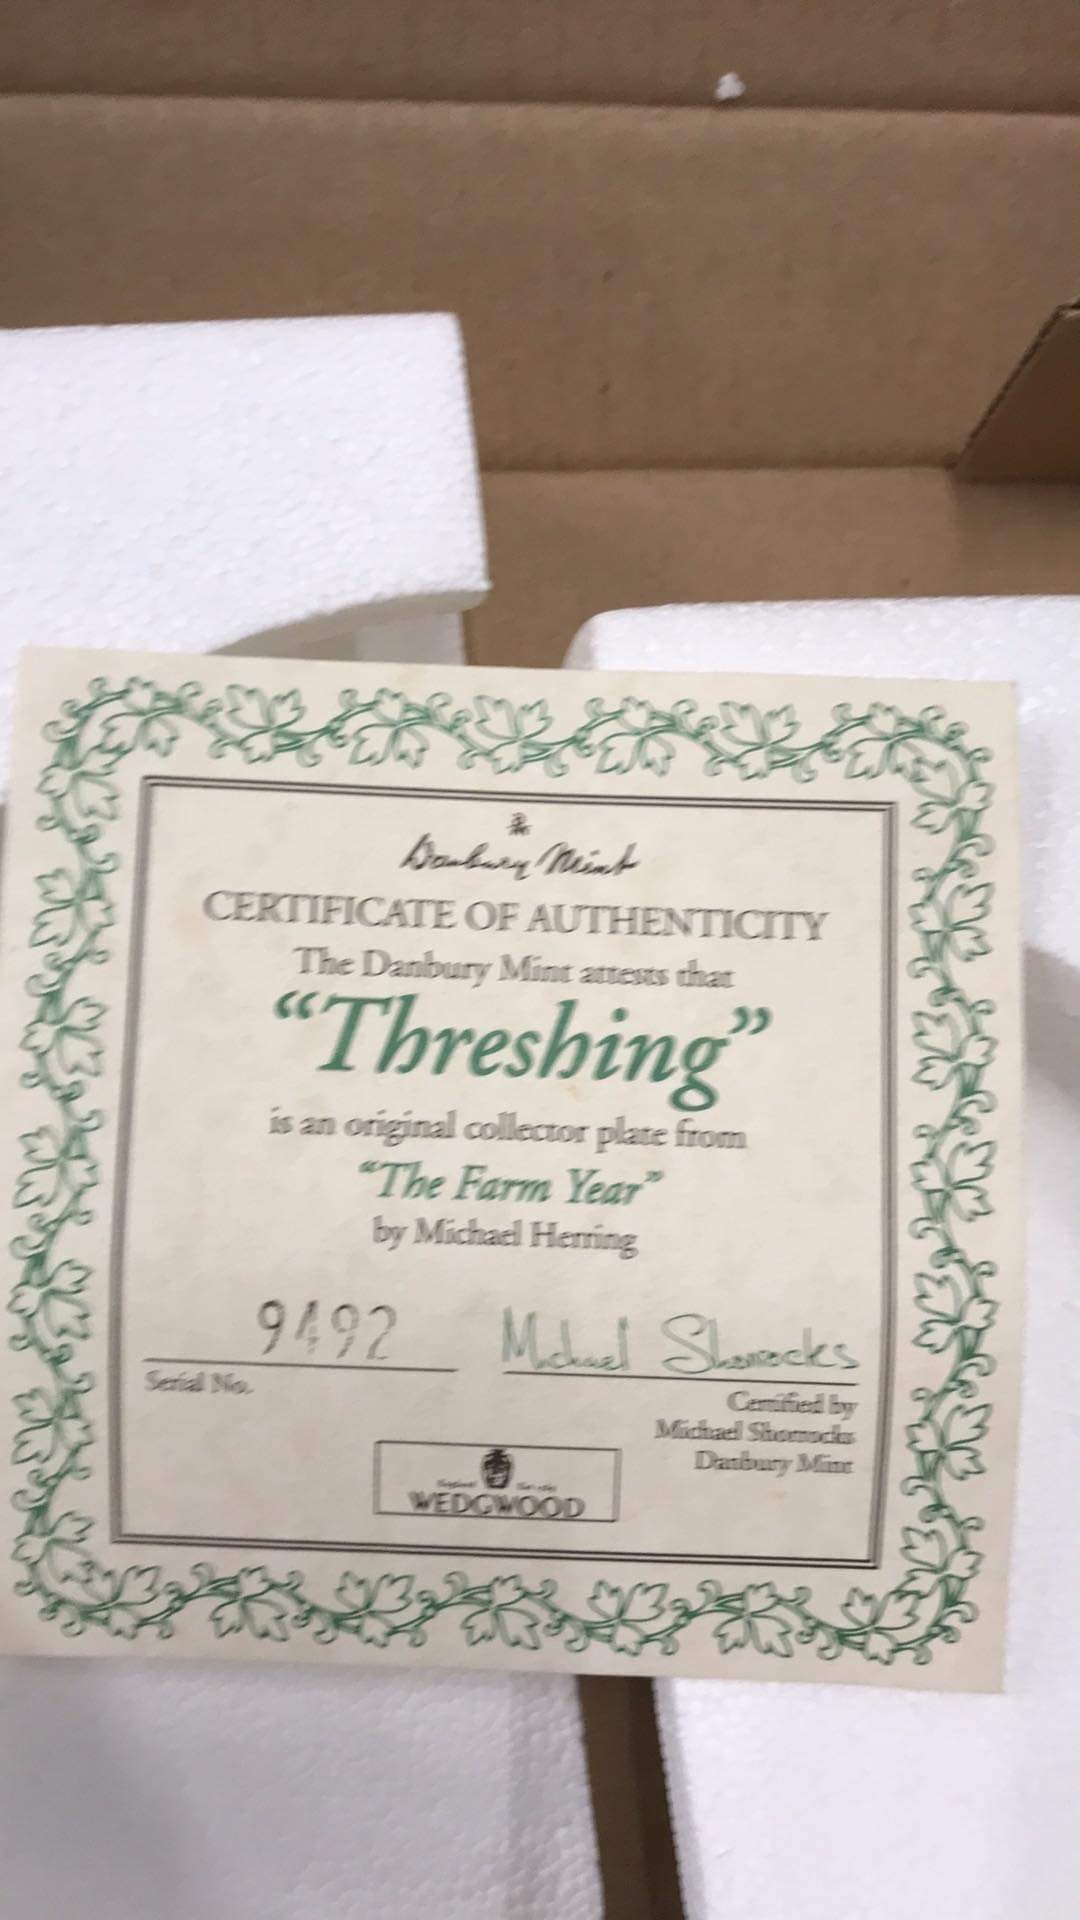 The
Danbury Mint
CERTIFICATE OF AUTHENTICITY
The Danbury Mint attests that
“Threshing”
is an original collector plate from
“The Farm Year”
by Michael Herring
9492
Serial No.
Michael Shorrocks
Certified by
Michael Shorrocks
Danbury Mint
WEDGWOOD